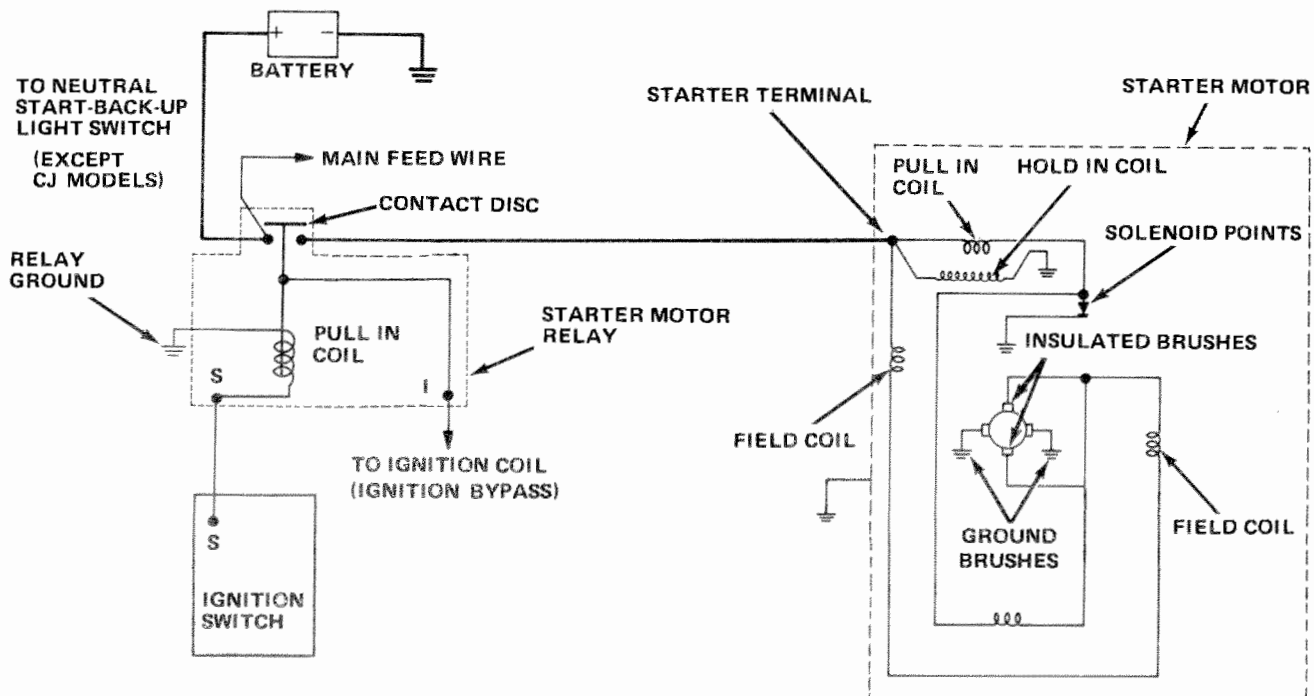 + -
BATTERY
TO NEUTRAL
START-BACK-UP
LIGHT SWITCH
(EXCEPT
CJ MODELS)
MAIN FEED WIRE
CONTACT DISC
RELAY
GROUND
PULL IN
COIL
STARTER MOTOR
RELAY
S
I
TO IGNITION COIL
(IGNITION BYPASS)
S
IGNITION
SWITCH
STARTER TERMINAL
STARTER MOTOR
PULL IN
COIL
HOLD IN COIL
SOLENOID POINTS
INSULATED BRUSHES
FIELD COIL
GROUND
BRUSHES
FIELD COIL